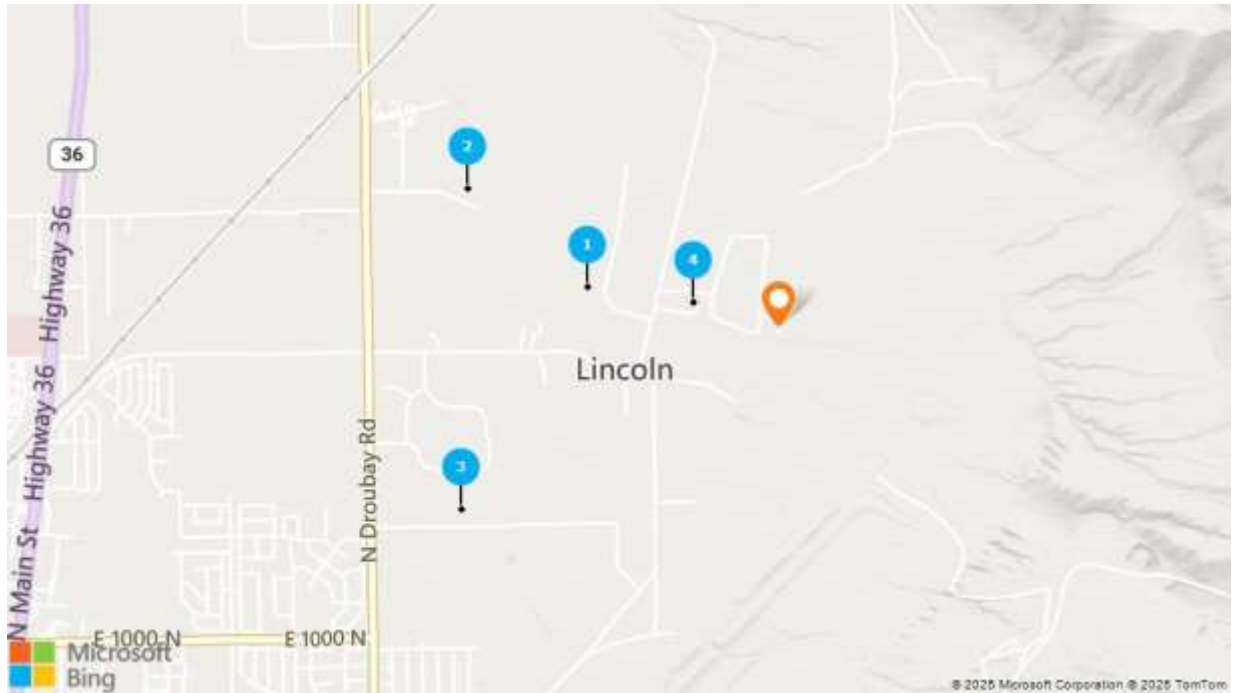 36
2
1
4
Highway 36
Lincoln
Highway 36
N Droubay Rd
3
N Main St
E 1000 N
E 1000 N
Microsoft
Bing
© 2025 Microsoft Corporation © 2025 TomTom